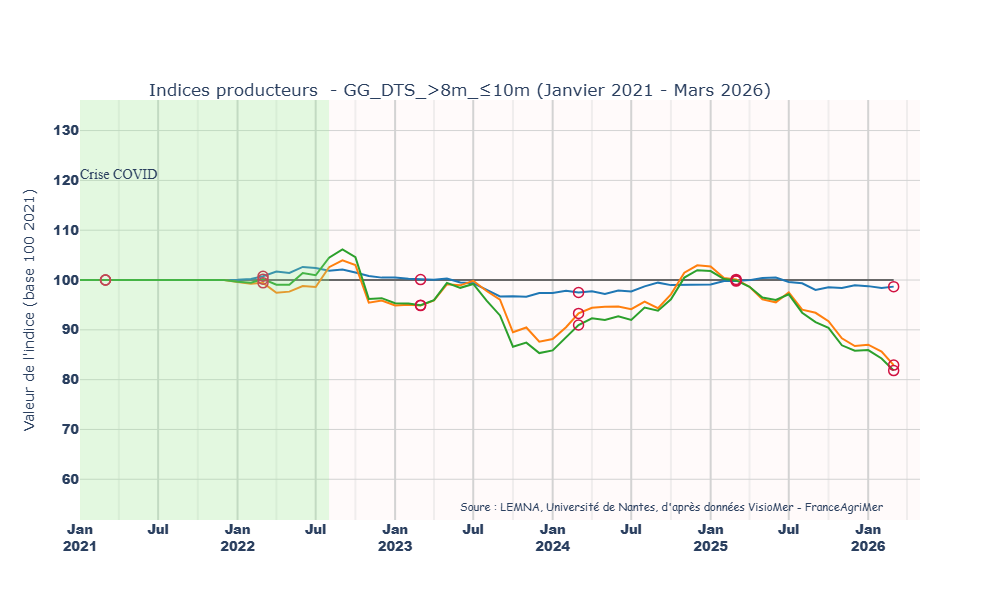 Indices producteurs - GG_DTS_>8m_≤10m (Janvier 2021 - Mars 2026)
Valeur de l'indice (base 100 2021)
130
120
110
100
90
80
70
60
Crise COVID
Soure : LEMNA, Université de Nantes, d'après données VisioMer - FranceAgriMer
Jan Jul Jan Jul Jan Jul Jan Jul Jan Jul Jan
2021 2022 2023 2024 2025 2026